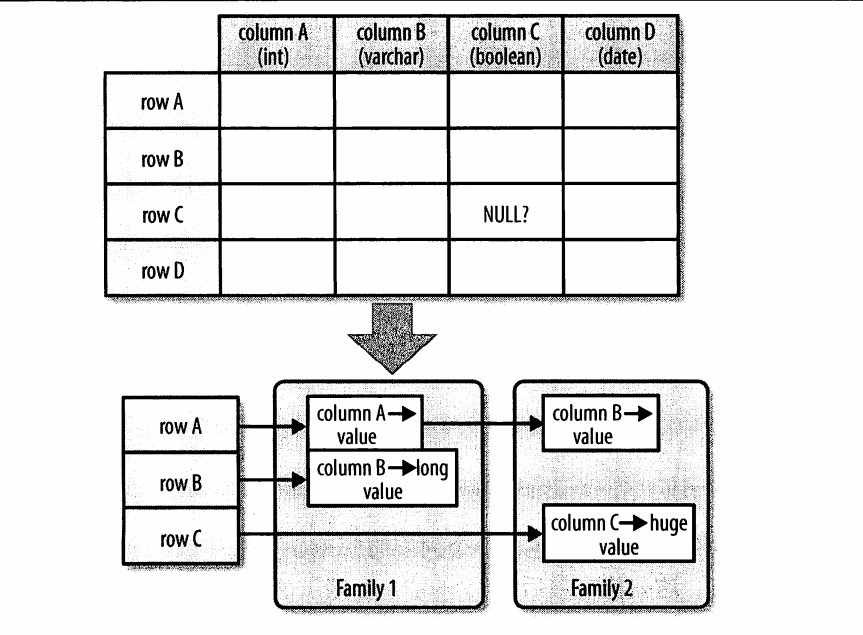 column A column B column C column D
(int) (varchar) (boolean) (date)
row A
row B
row C NULL?
row D
row A column A→ column B→
value value
row B column B→long
value
row C column C→huge
value
Family 1 Family 2